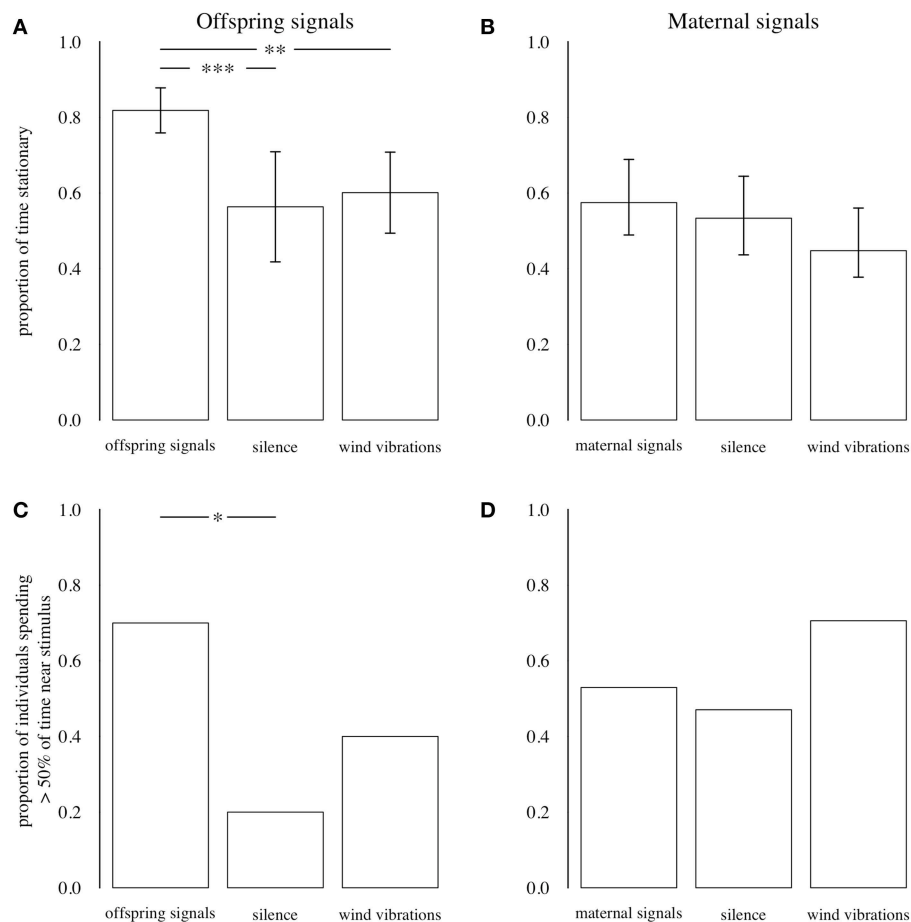 Offspring signals
Maternal signals
A
B
1.0
0.8
0.6
0.4
0.2
0.0
proportion of time stationary
**
***
offspring signals silence wind vibrations
1.0
0.8
0.6
0.4
0.2
0.0
maternal signals silence wind vibrations
C
D
1.0
0.8
0.6
0.4
0.2
0.0
proportion of individuals spending
> 50% of time near stimulus
*
offspring signals silence wind vibrations
1.0
0.8
0.6
0.4
0.2
0.0
maternal signals silence wind vibrations